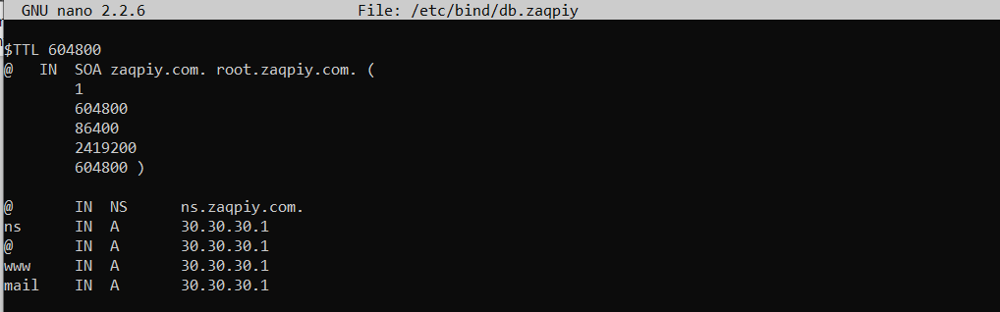 GNU nano 2.2.6 File: /etc/bind/db.zaqpiy
$TTL 604800
@ IN SOA zaqpiy.com. root.zaqpiy.com. (
1
604800
86400
2419200
604800 )
@ IN NS ns.zaqpiy.com.
ns IN A 30.30.30.1
@ IN A 30.30.30.1
www IN A 30.30.30.1
mail IN A 30.30.30.1